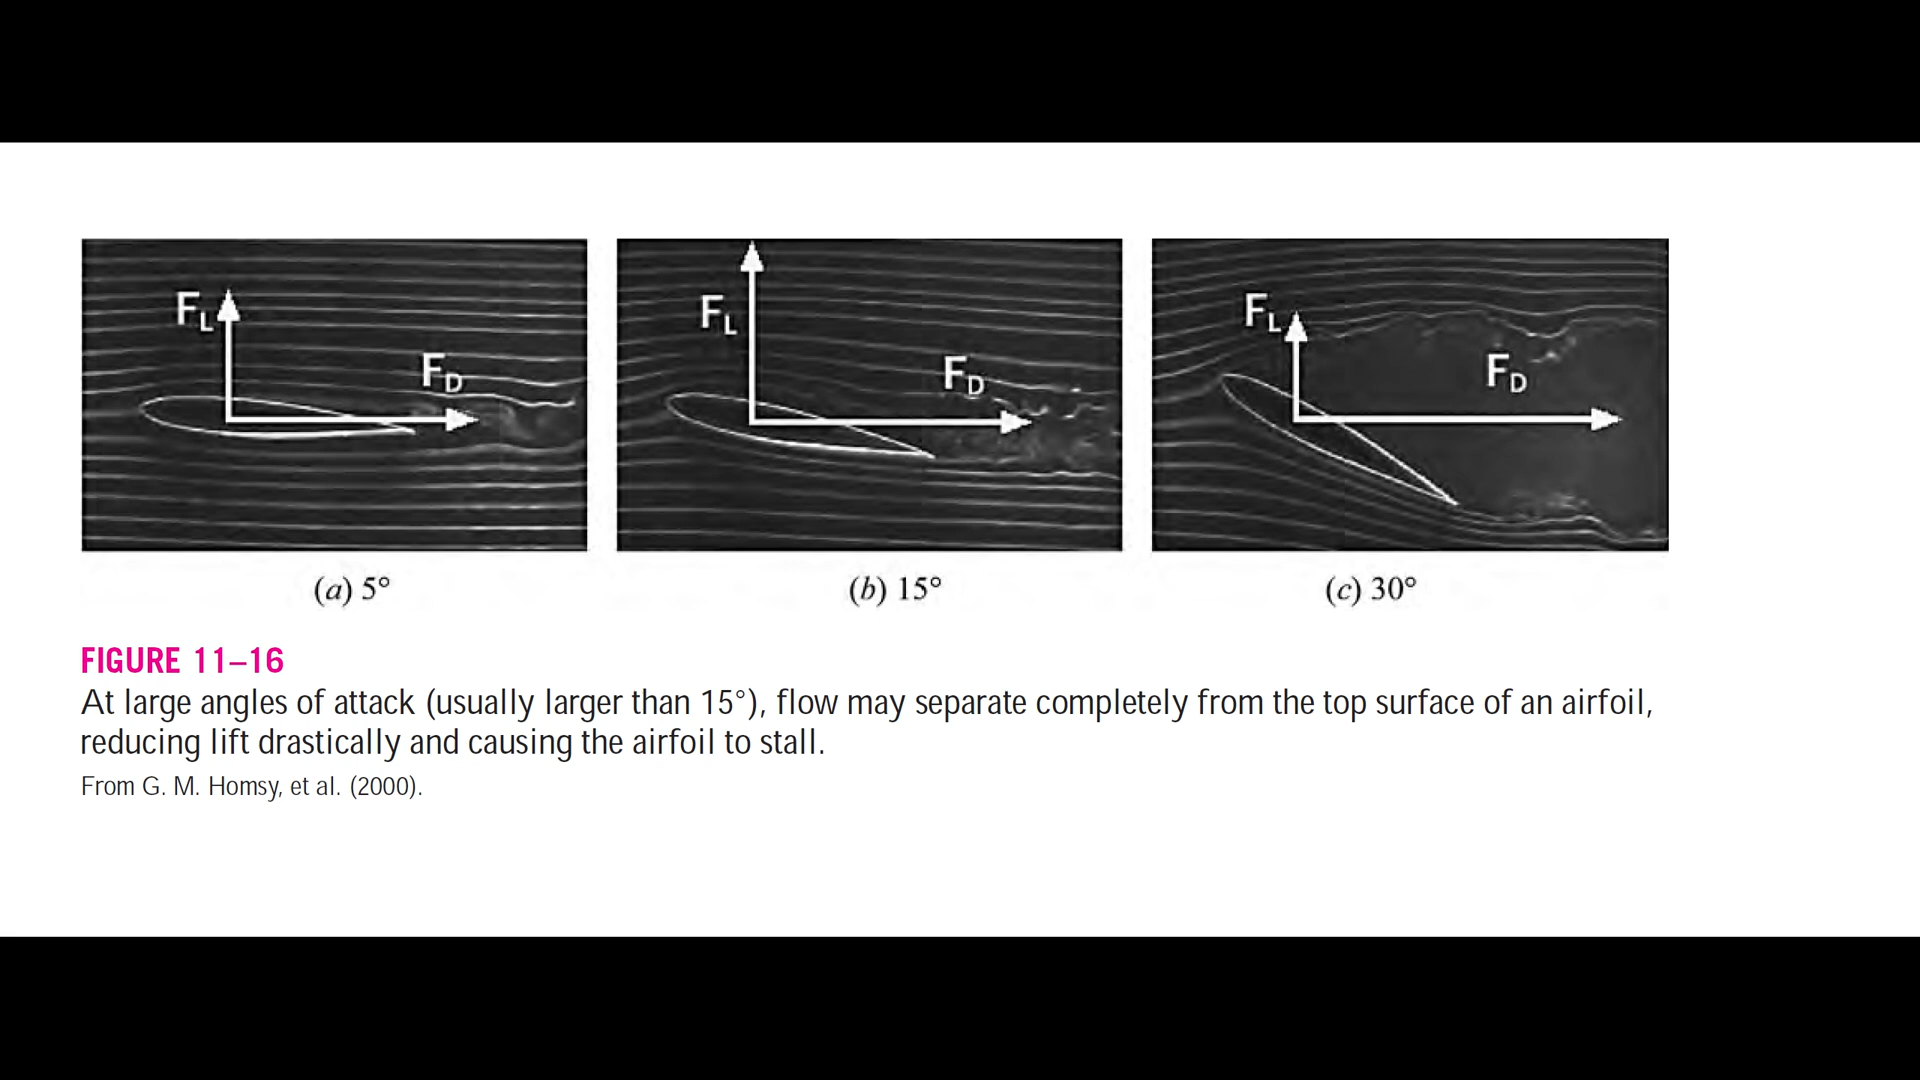 F_L
F_D
F_L
F_D
F_L
F_D
(a) 5°
(b) 15°
(c) 30°
FIGURE 11–16
At large angles of attack (usually larger than 15°), flow may separate completely from the top surface of an airfoil,
reducing lift drastically and causing the airfoil to stall.
From G. M. Homsy, et al. (2000).